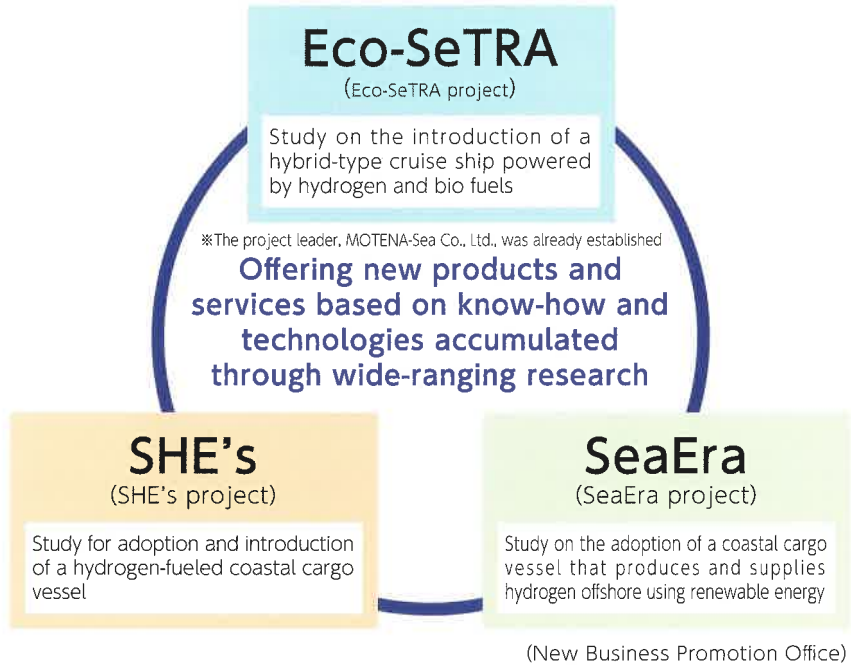 Eco-SeTRA
(Eco-SeTRA project)
Study on the introduction of a
hybrid-type cruise ship powered
by hydrogen and bio fuels
※The project leader, MOTENA-Sea Co., Ltd., was already established
Offering new products and
services based on know-how and
technologies accumulated
through wide-ranging research
SHE's
(SHE's project)
Study for adoption and introduction
of a hydrogen-fueled coastal cargo
vessel
SeaEra
(SeaEra project)
Study on the adoption of a coastal cargo
vessel that produces and supplies
hydrogen offshore using renewable energy
(New Business Promotion Office)